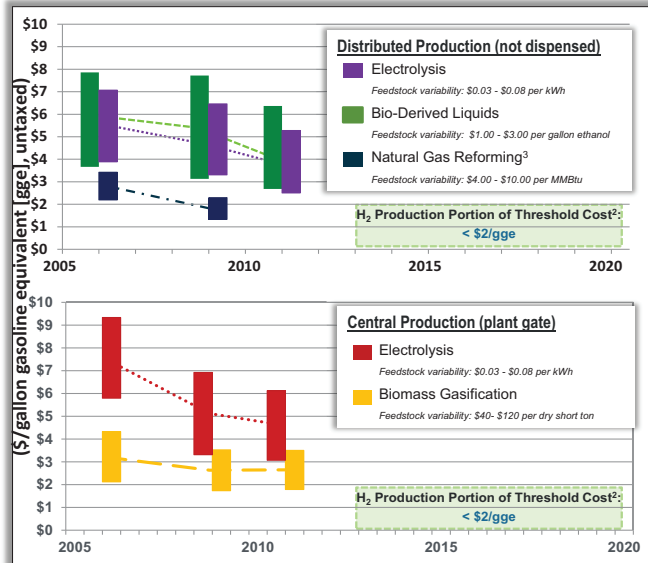 ($/gallon gasoline equivalent [gge], untaxed)
$10
$9
$8
$7
$6
$5
$4
$3
$2
$1
$0
2005
2010
2015
2020
Distributed Production (not dispensed)
Electrolysis
Feedstock variability: $0.03 - $0.08 per kWh
Bio-Derived Liquids
Feedstock variability: $1.00 - $3.00 per gallon ethanol
Natural Gas Reforming³
Feedstock variability: $4.00 - $10.00 per MMBtu
H₂ Production Portion of Threshold Cost²:
< $2/gge
$10
$9
$8
$7
$6
$5
$4
$3
$2
$1
$0
2005
2010
2015
2020
Central Production (plant gate)
Electrolysis
Feedstock variability: $0.03 - $0.08 per kWh
Biomass Gasification
Feedstock variability: $40- $120 per dry short ton
H₂ Production Portion of Threshold Cost²:
< $2/gge